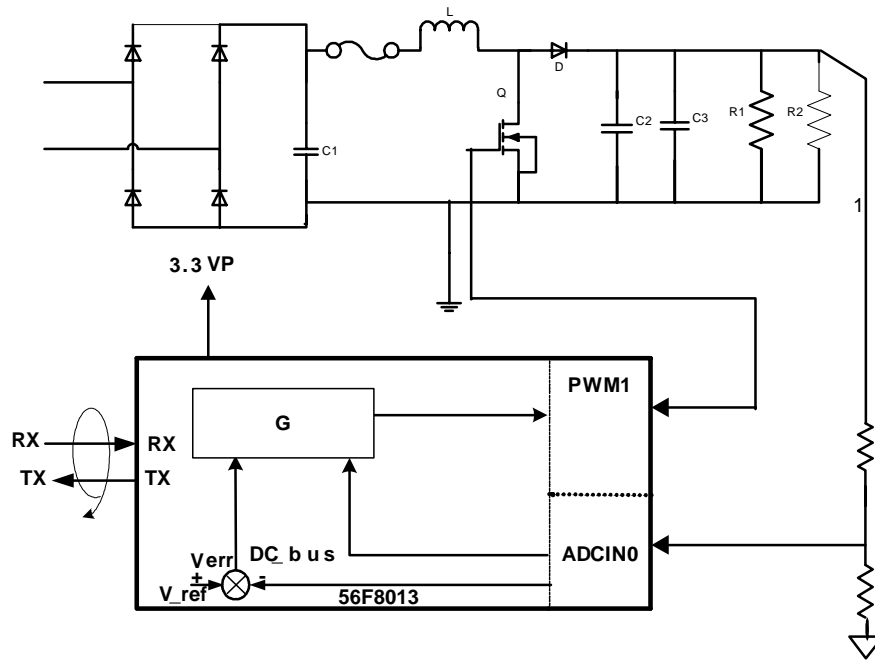 L
D
Q
C1
C2
C3
R1
R2
1
3.3 VP
PWM1
G
RX
RX
TX
TX
Verr
DC_bus
ADCIN0
+
-
V_ref
56F8013